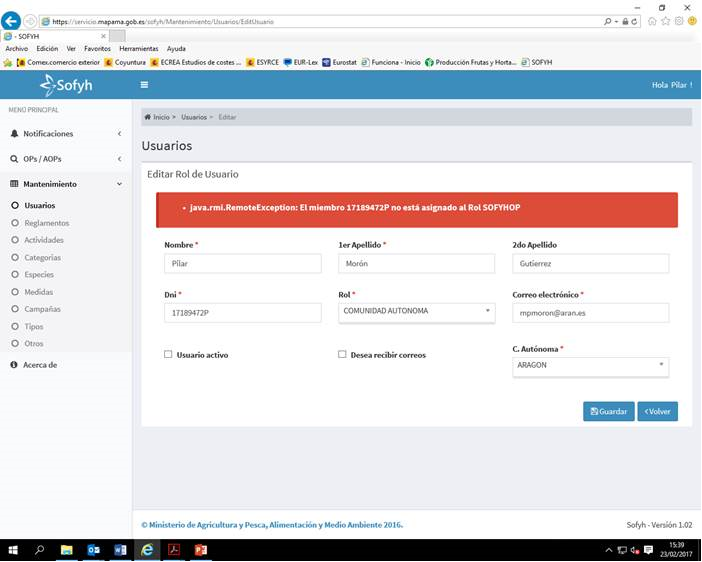 https://servicio.mapama.gob.es/sofyh/Mantenimiento/Usuarios/EditUsuario
- SOFYH
Archivo Edición Ver Favoritos Herramientas Ayuda
Comex.comercio exterior Coyuntura ECREA Estudios de costes ... ESYRCE EUR-Lex Eurostat Funciona - Inicio Producción Frutas y Horta... SOFYH
Sofyh
Hola Pilar !
MENÚ PRINCIPAL
Notificaciones
OPs / AOPs
Mantenimiento
Usuarios
Reglamentos
Actividades
Categorias
Especies
Medidas
Campañas
Tipos
Otros
Acerca de
Inicio > Usuarios > Editar
Usuarios
Editar Rol de Usuario
• java.rmi.RemoteException: El miembro 17189472P no está asignado al Rol SOFYHOP
Nombre * 1er Apellido * 2do Apellido
Pilar Morón Gutierrez
Dni * Rol * Correo electrónico *
17189472P COMUNIDAD AUTONOMA mpmoron@aran.es
Usuario activo Desea recibir correos C. Autónoma *
ARAGON
Guardar Volver
© Ministerio de Agricultura y Pesca, Alimentación y Medio Ambiente 2016.
Sofyh - Versión 1.02
15:39
23/02/2017